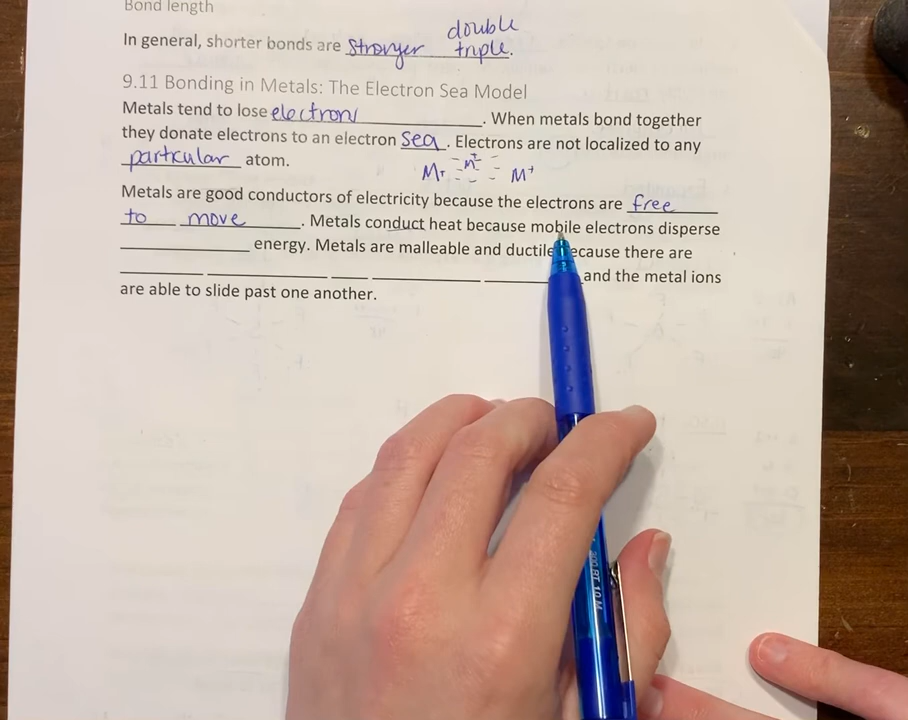 Bond length
double
In general, shorter bonds are stronger triple.
9.11 Bonding in Metals: The Electron Sea Model
Metals tend to lose electrons. When metals bond together
they donate electrons to an electron sea. Electrons are not localized to any
particular atom.
M+ M+
Metals are good conductors of electricity because the electrons are free
to move. Metals conduct heat because mobile electrons disperse
energy. Metals are malleable and ductile because there are
and the metal ions
are able to slide past one another.